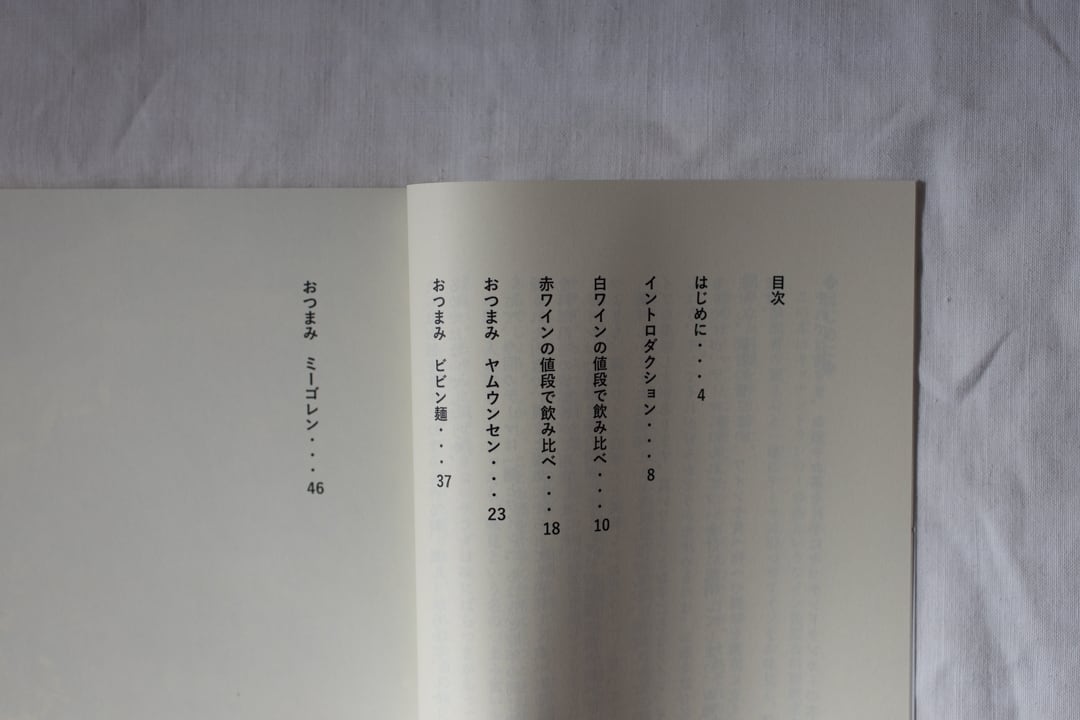 目次
はじめに・・・4
イントロダクション・・・8
白ワインの値段で飲み比べ・・・10
赤ワインの値段で飲み比べ・・・18
おつまみ　ヤムウンセン・・・23
おつまみ　ビビン麺・・・37
おつまみ　ミーゴレン・・・46